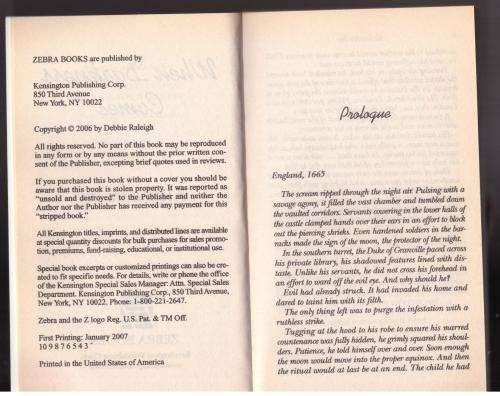 ZEBRA BOOKS are published by
Kensington Publishing Corp.
850 Third Avenue
New York, NY 10022
Copyright © 2006 by Debbie Raleigh
All rights reserved. No part of this book may be reproduced
in any form or by any means without the prior written con-
sent of the Publisher, excepting brief quotes used in reviews.
If you purchased this book without a cover you should be
aware that this book is stolen property. It was reported as
"unsold and destroyed" to the Publisher and neither the
Author nor the Publisher has received any payment for this
"stripped book."
All Kensington titles, imprints, and distributed lines are available
at special quantity discounts for bulk purchases for sales promo-
tion, premiums, fund-raising, educational, or institutional use.
Special book excerpts or customized printings can also be cre-
ated to fit specific needs. For details, write or phone the office
of the Kensington Special Sales Manager: Attn. Special Sales
Department. Kensington Publishing Corp., 850 Third Avenue,
New York, NY 10022. Phone: 1-800-221-2647.
Zebra and the Z logo Reg. U.S. Pat. & TM Off.
First Printing: January 2007
10 9 8 7 6 5 4 3
Printed in the United States of America
Prologue
England, 1665
The scream ripped through the night air. Pulsing with a
savage agony, it filled the vast chamber and tumbled down
the vaulted corridors. Servants cowering in the lower halls of
the castle clamped hands over their ears in an effort to block
out the piercing shrieks. Even hardened soldiers in the bar-
racks made the sign of the moon, the protector of the night.
In the southern turret, the Duke of Granville paced across
his private library, his shadowed features lined with dis-
taste. Unlike his servants, he did not cross his forehead in
an effort to ward off the evil eye. And why should he?
Evil had already struck. It had invaded his home and
dared to taint him with its filth.
The only thing left was to purge the infestation with a
ruthless strike.
Tugging at the hood to his robe to ensure his marred
countenance was fully hidden, he grimly squared his shoul-
ders. Patience, he told himself over and over. Soon enough
the moon would move into the proper equinox. And then
the ritual would at last be at an end. The child he had